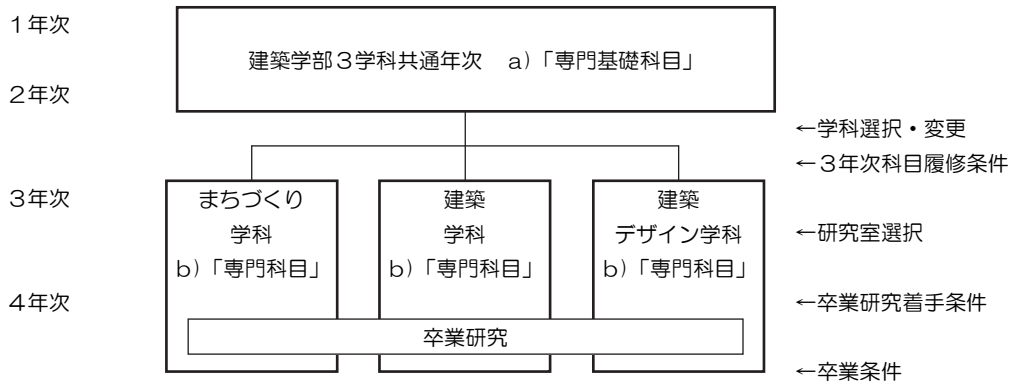 1年次
建築学部3学科共通年次　a)「専門基礎科目」
2年次
←学科選択・変更
←3年次科目履修条件
3年次
まちづくり
学科
b)「専門科目」
建築
学科
b)「専門科目」
建築
デザイン学科
b)「専門科目」
←研究室選択
4年次
←卒業研究着手条件
卒業研究
←卒業条件